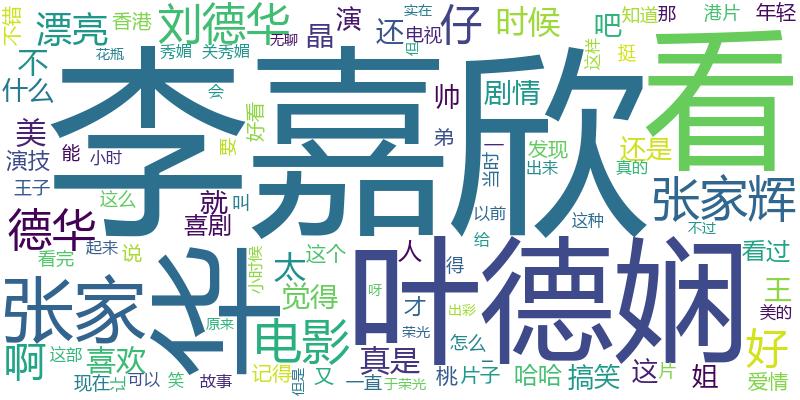 不错
漂亮
香港
刘德华
花瓶
秀媚
关秀媚
无聊
晶
演
还
实在
电视
但
仔
时候
吧
知道
那
港片
年轻
这样
挺
不
什么
美
演技
王子
能
小时
李嘉欣
看
好看
要
会
帅
弟
剧情
一
当时
发现
出来
还是
真的
张家辉
德华
就
叫
喜剧
这么
以前
这种
不过
给
看完
起来
说
小时候
华
太
这个
人
得
叶德娴
看过
王
美的
张家
觉得
呀
才
出彩
原来
电影
荣光
怎么
好
啊
这部
喜欢
真是
记得
又
一直
于荣光
桃
片子
哈哈
搞笑
这
片
姐
爱情
现在
让
可以
笑
故事
但是